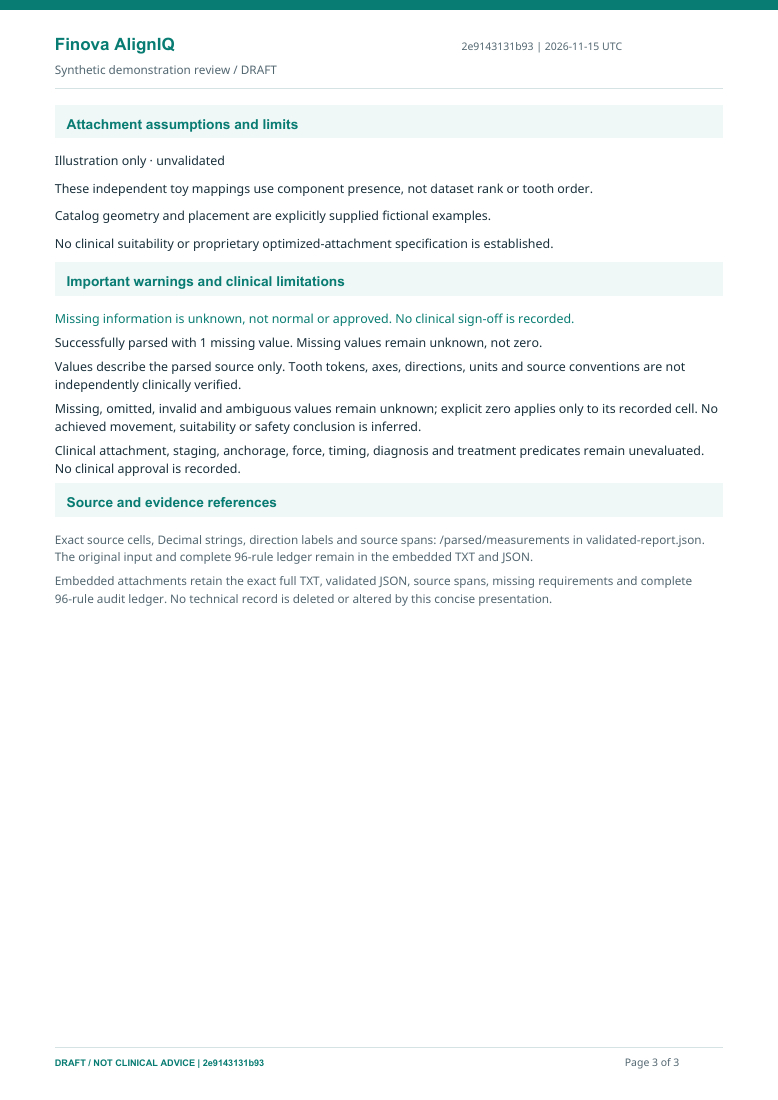 Finova AlignIQ
2e9143131b93 | 2026-11-15 UTC
Synthetic demonstration review / DRAFT
Attachment assumptions and limits
Illustration only · unvalidated
These independent toy mappings use component presence, not dataset rank or tooth order.
Catalog geometry and placement are explicitly supplied fictional examples.
No clinical suitability or proprietary optimized-attachment specification is established.
Important warnings and clinical limitations
Missing information is unknown, not normal or approved. No clinical sign-off is recorded.
Successfully parsed with 1 missing value. Missing values remain unknown, not zero.
Values describe the parsed source only. Tooth tokens, axes, directions, units and source conventions are not
independently clinically verified.
Missing, omitted, invalid and ambiguous values remain unknown; explicit zero applies only to its recorded cell. No
achieved movement, suitability or safety conclusion is inferred.
Clinical attachment, staging, anchorage, force, timing, diagnosis and treatment predicates remain unevaluated.
No clinical approval is recorded.
Source and evidence references
Exact source cells, Decimal strings, direction labels and source spans: /parsed/measurements in validated-report.json.
The original input and complete 96-rule ledger remain in the embedded TXT and JSON.
Embedded attachments retain the exact full TXT, validated JSON, source spans, missing requirements and complete
96-rule audit ledger. No technical record is deleted or altered by this concise presentation.
DRAFT / NOT CLINICAL ADVICE | 2e9143131b93
Page 3 of 3